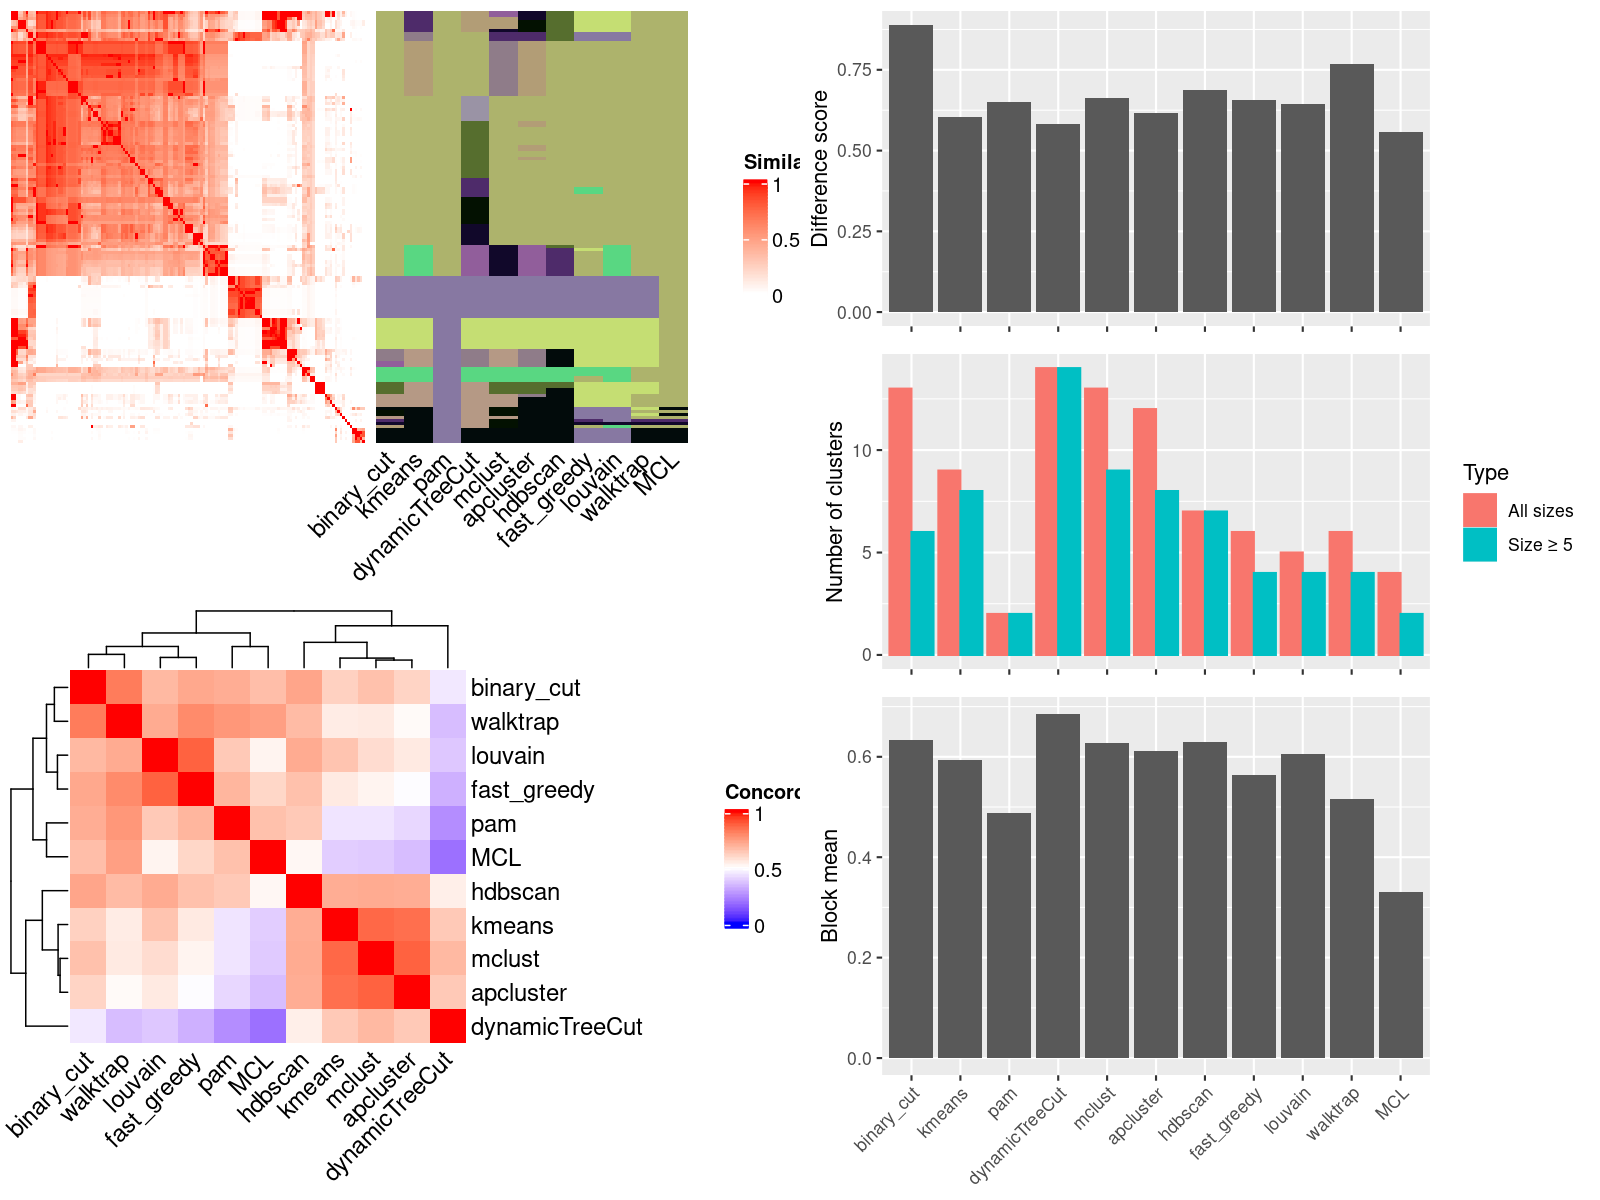 Simila
1
0.5
0
binary_cut
kmeans
pam
dynamicTreeCut
mclust
apcluster
hdbscan
fast_greedy
louvain
walktrap
MCL
binary_cut
walktrap
louvain
fast_greedy
pam
MCL
hdbscan
kmeans
mclust
apcluster
dynamicTreeCut
Concord
1
0.5
0
binary_cut
walktrap
louvain
fast_greedy
pam
MCL
hdbscan
kmeans
mclust
apcluster
dynamicTreeCut
Difference score
0.75
0.50
0.25
0.00
Number of clusters
10
5
0
Type
All sizes
Size ≥ 5
Block mean
0.6
0.4
0.2
0.0
binary_cut
kmeans
pam
dynamicTreeCut
mclust
apcluster
hdbscan
fast_greedy
louvain
walktrap
MCL